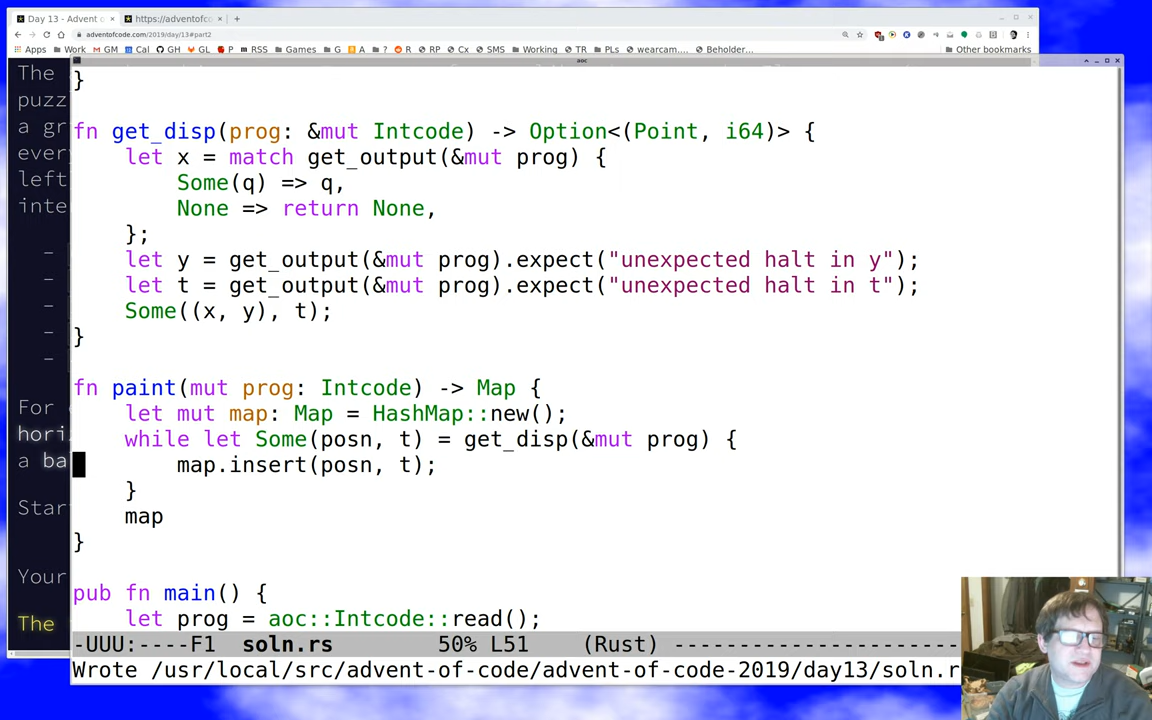 Day 13 - Advent o
https://adventofcod
adventofcode.com/2019/day/13#part2
Apps Work GM Cal GH GL P RSS Games G A ? R RP Cx SMS Working TR PLs wearcam.... Beholder... Other bookmarks
aoc
The
puzz
a gr
ever
left
inte
For
hori
a ba
Star
Your
The
}
fn get_disp(prog: &mut Intcode) -> Option<(Point, i64)> {
let x = match get_output(&mut prog) {
Some(q) => q,
None => return None,
};
let y = get_output(&mut prog).expect("unexpected halt in y");
let t = get_output(&mut prog).expect("unexpected halt in t");
Some((x, y), t);
}
fn paint(mut prog: Intcode) -> Map {
let mut map: Map = HashMap::new();
while let Some(posn, t) = get_disp(&mut prog) {
map.insert(posn, t);
}
map
}
pub fn main() {
let prog = aoc::Intcode::read();
-UUU:----F1 soln.rs 50% L51 (Rust) ----------------------
Wrote /usr/local/src/advent-of-code/advent-of-code-2019/day13/soln.r